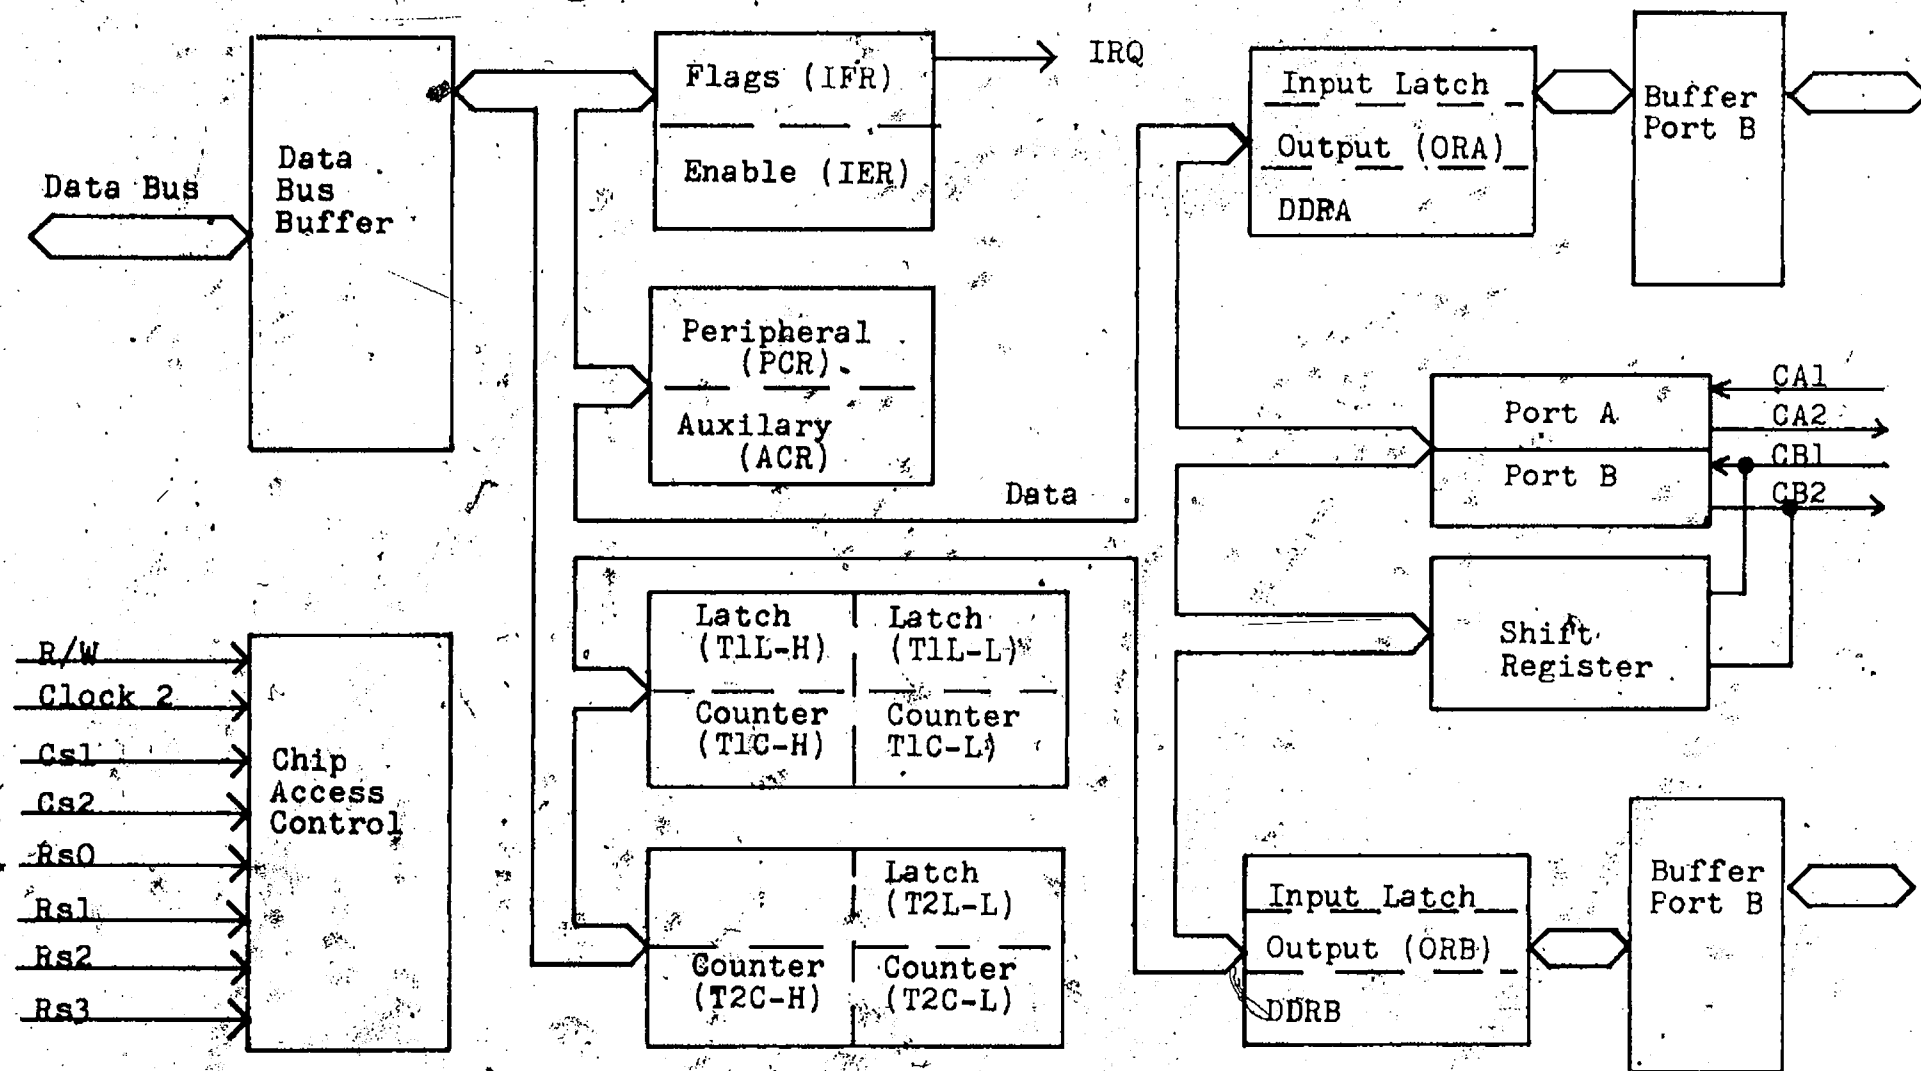 Data Bus
Data
Bus
Buffer
Flags (IFR)
Enable (IER)
IRQ
Peripheral
(PCR)
Auxilary
(ACR)
Data
Input Latch
Output (ORA)
DDRA
Buffer
Port B
Port A
Port B
CA1
CA2
CB1
CB2
Shift
Register
R/W
Clock 2
Cs1
Cs2
Rs0
Rs1
Rs2
Rs3
Chip
Access
Control
Latch
(T1L-H)
Latch
(T1L-L)
Counter
(T1C-H)
Counter
T1C-L)
Latch
(T2L-L)
Counter
(T2C-H)
Counter
(T2C-L)
Input Latch
Output (ORB)
DDRB
Buffer
Port B